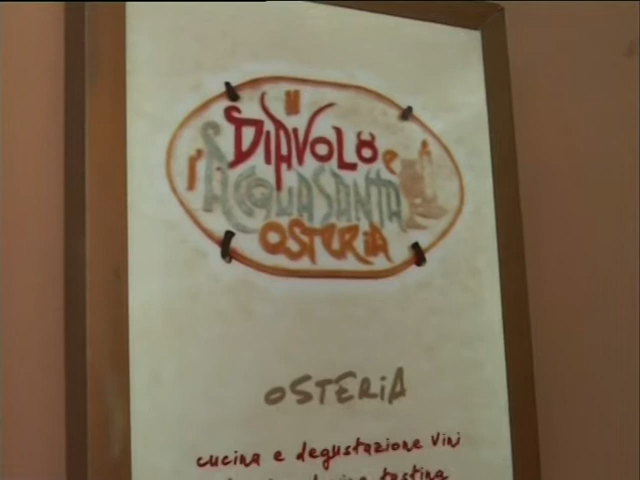 il
DIAVOLO e
l'ACQUASANTA
OSTERIA
OSTERIA
cucina e degustazione vini